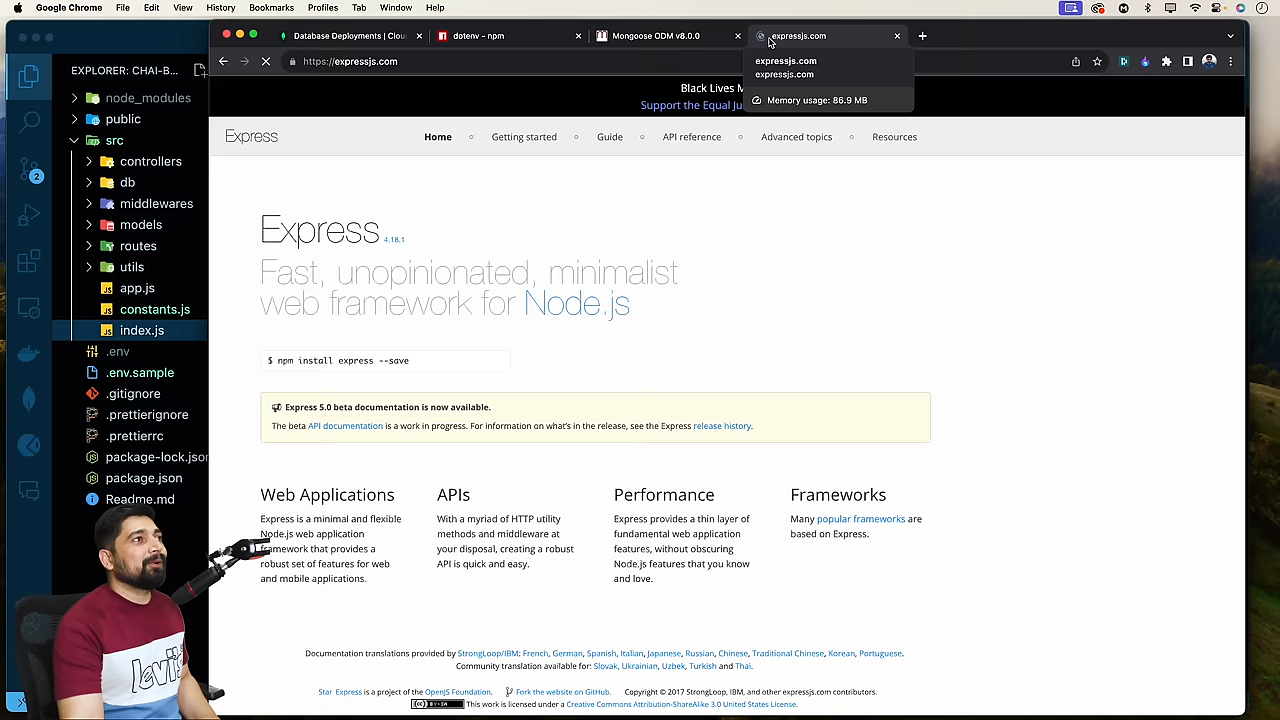 Google Chrome File Edit View History Bookmarks Profiles Tab Window Help
Database Deployments | Clou
dotenv - npm
Mongoose ODM v8.0.0
expressjs.com
https://expressjs.com
expressjs.com
expressjs.com
Memory usage: 86.9 MB
Black Lives M
Support the Equal Ju
EXPLORER: CHAI-B...
node_modules
public
src
controllers
db
middlewares
models
routes
utils
app.js
constants.js
index.js
.env
.env.sample
.gitignore
.prettierignore
.prettierrc
package-lock.json
package.json
Readme.md
2
Express
Home
Getting started
Guide
API reference
Advanced topics
Resources
Express 4.18.1
Fast, unopinionated, minimalist
web framework for Node.js
$ npm install express --save
Express 5.0 beta documentation is now available.
The beta API documentation is a work in progress. For information on what's in the release, see the Express release history.
Web Applications
Express is a minimal and flexible
Node.js web application
framework that provides a
robust set of features for web
and mobile applications.
APIs
With a myriad of HTTP utility
methods and middleware at
your disposal, creating a robust
API is quick and easy.
Performance
Express provides a thin layer of
fundamental web application
features, without obscuring
Node.js features that you know
and love.
Frameworks
Many popular frameworks are
based on Express.
Documentation translations provided by StrongLoop/IBM: French, German, Spanish, Italian, Japanese, Russian, Chinese, Traditional Chinese, Korean, Portuguese.
Community translation available for: Slovak, Ukrainian, Uzbek, Turkish and Thai.
Star Express is a project of the OpenJS Foundation.
Fork the website on GitHub.
Copyright © 2017 StrongLoop, IBM, and other expressjs.com contributors.
This work is licensed under a Creative Commons Attribution-ShareAlike 3.0 United States License.